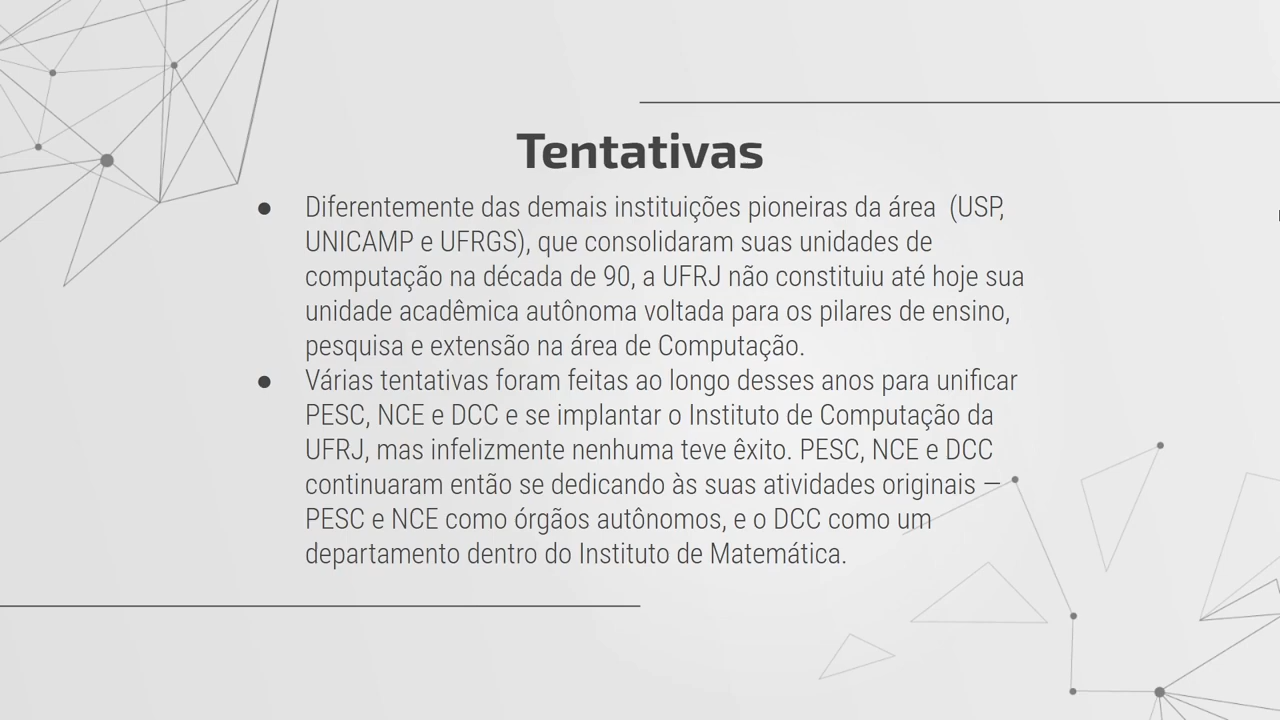 Tentativas
● Diferentemente das demais instituições pioneiras da área (USP,
UNICAMP e UFRGS), que consolidaram suas unidades de
computação na década de 90, a UFRJ não constituiu até hoje sua
unidade acadêmica autônoma voltada para os pilares de ensino,
pesquisa e extensão na área de Computação.
● Várias tentativas foram feitas ao longo desses anos para unificar
PESC, NCE e DCC e se implantar o Instituto de Computação da
UFRJ, mas infelizmente nenhuma teve êxito. PESC, NCE e DCC
continuaram então se dedicando às suas atividades originais —
PESC e NCE como órgãos autônomos, e o DCC como um
departamento dentro do Instituto de Matemática.